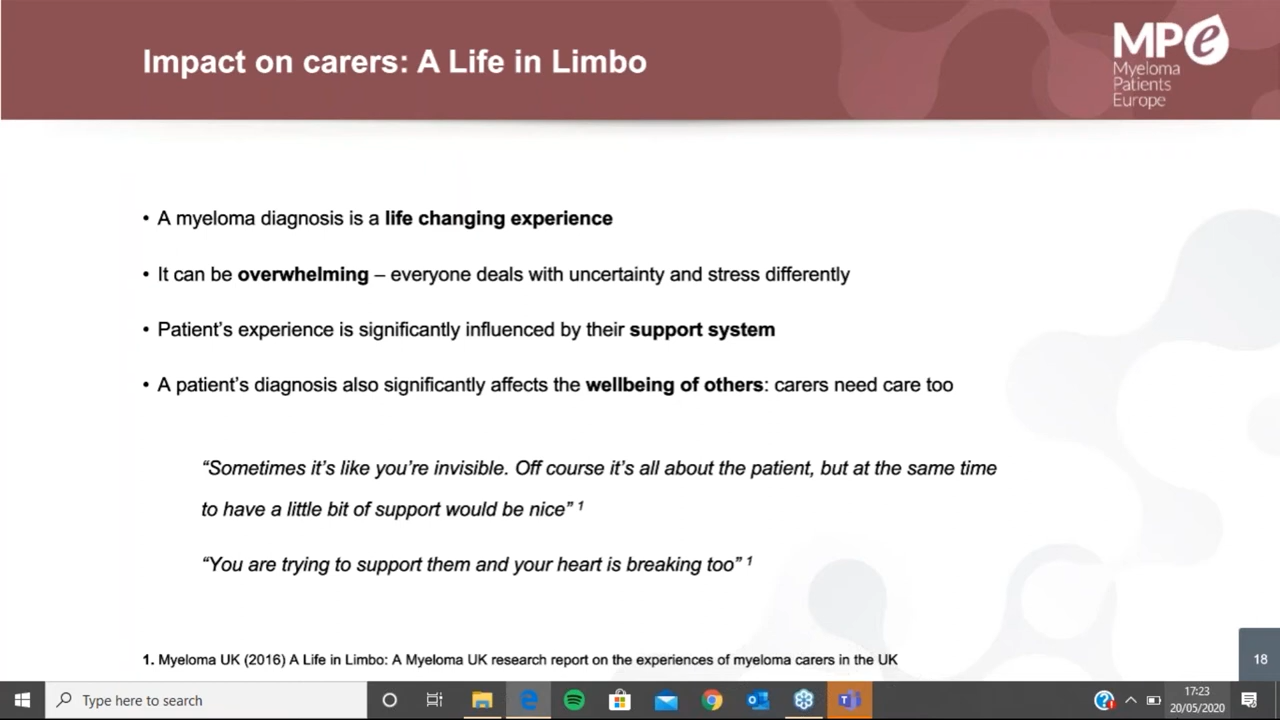 Impact on carers: A Life in Limbo
MPe
Myeloma
Patients
Europe
• A myeloma diagnosis is a life changing experience
• It can be overwhelming – everyone deals with uncertainty and stress differently
• Patient’s experience is significantly influenced by their support system
• A patient’s diagnosis also significantly affects the wellbeing of others: carers need care too
“Sometimes it’s like you’re invisible. Off course it’s all about the patient, but at the same time
to have a little bit of support would be nice” 1
“You are trying to support them and your heart is breaking too” 1
1. Myeloma UK (2016) A Life in Limbo: A Myeloma UK research report on the experiences of myeloma carers in the UK
18
Type here to search
17:23
20/05/2020